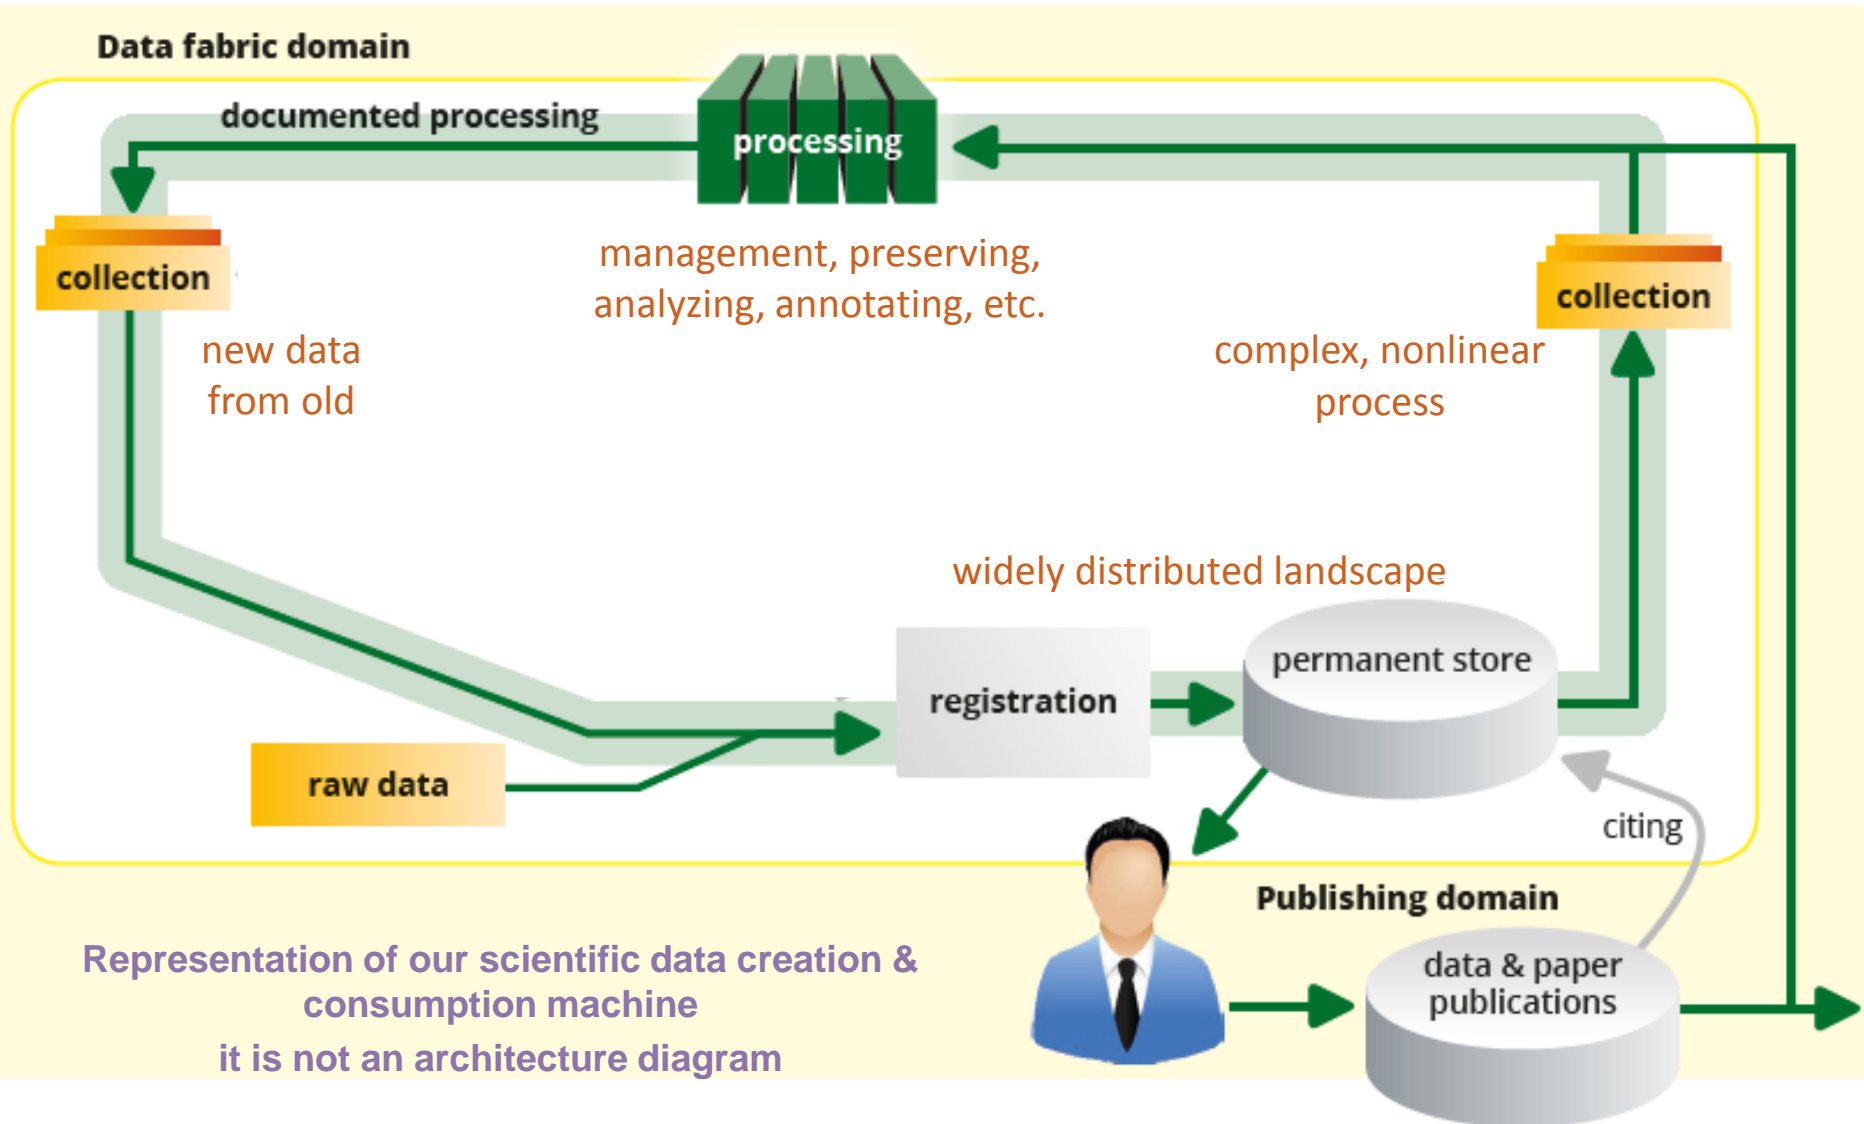 Data fabric domain
documented processing
processing
collection
management, preserving,
analyzing, annotating, etc.
collection
new data
from old
complex, nonlinear
process
widely distributed landscape
permanent store
registration
raw data
citing
Publishing domain
data & paper
publications
Representation of our scientific data creation &
consumption machine
it is not an architecture diagram